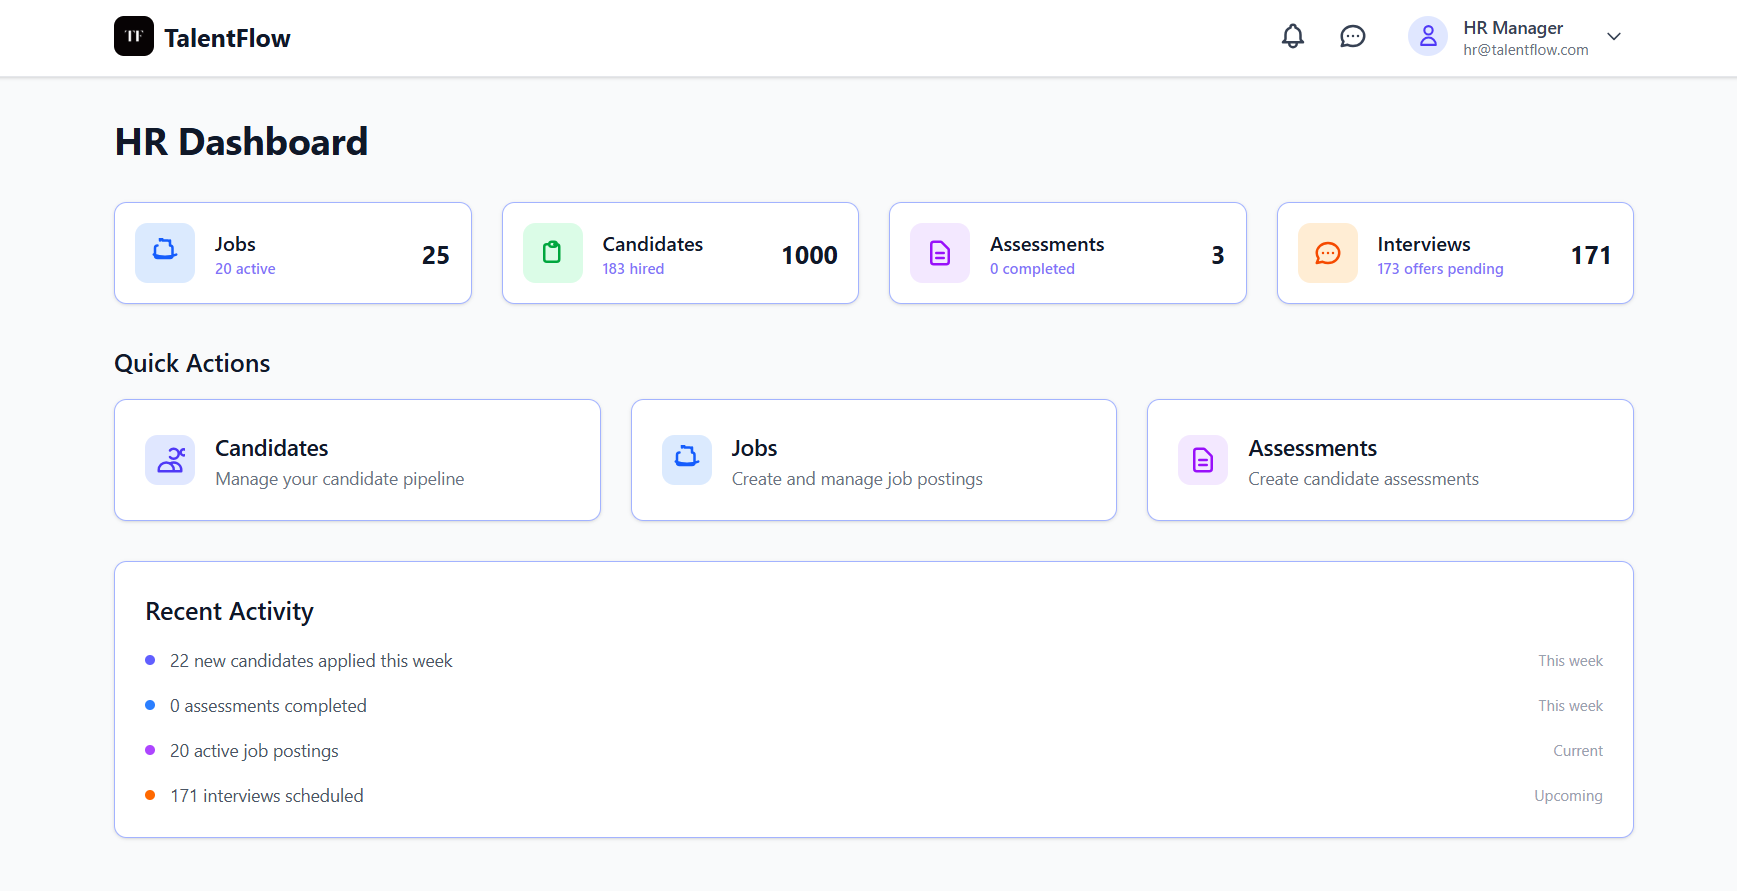 TF TalentFlow
HR Manager
hr@talentflow.com
HR Dashboard
Jobs
20 active
25
Candidates
183 hired
1000
Assessments
0 completed
3
Interviews
173 offers pending
171
Quick Actions
Candidates
Manage your candidate pipeline
Jobs
Create and manage job postings
Assessments
Create candidate assessments
Recent Activity
22 new candidates applied this week This week
0 assessments completed This week
20 active job postings Current
171 interviews scheduled Upcoming